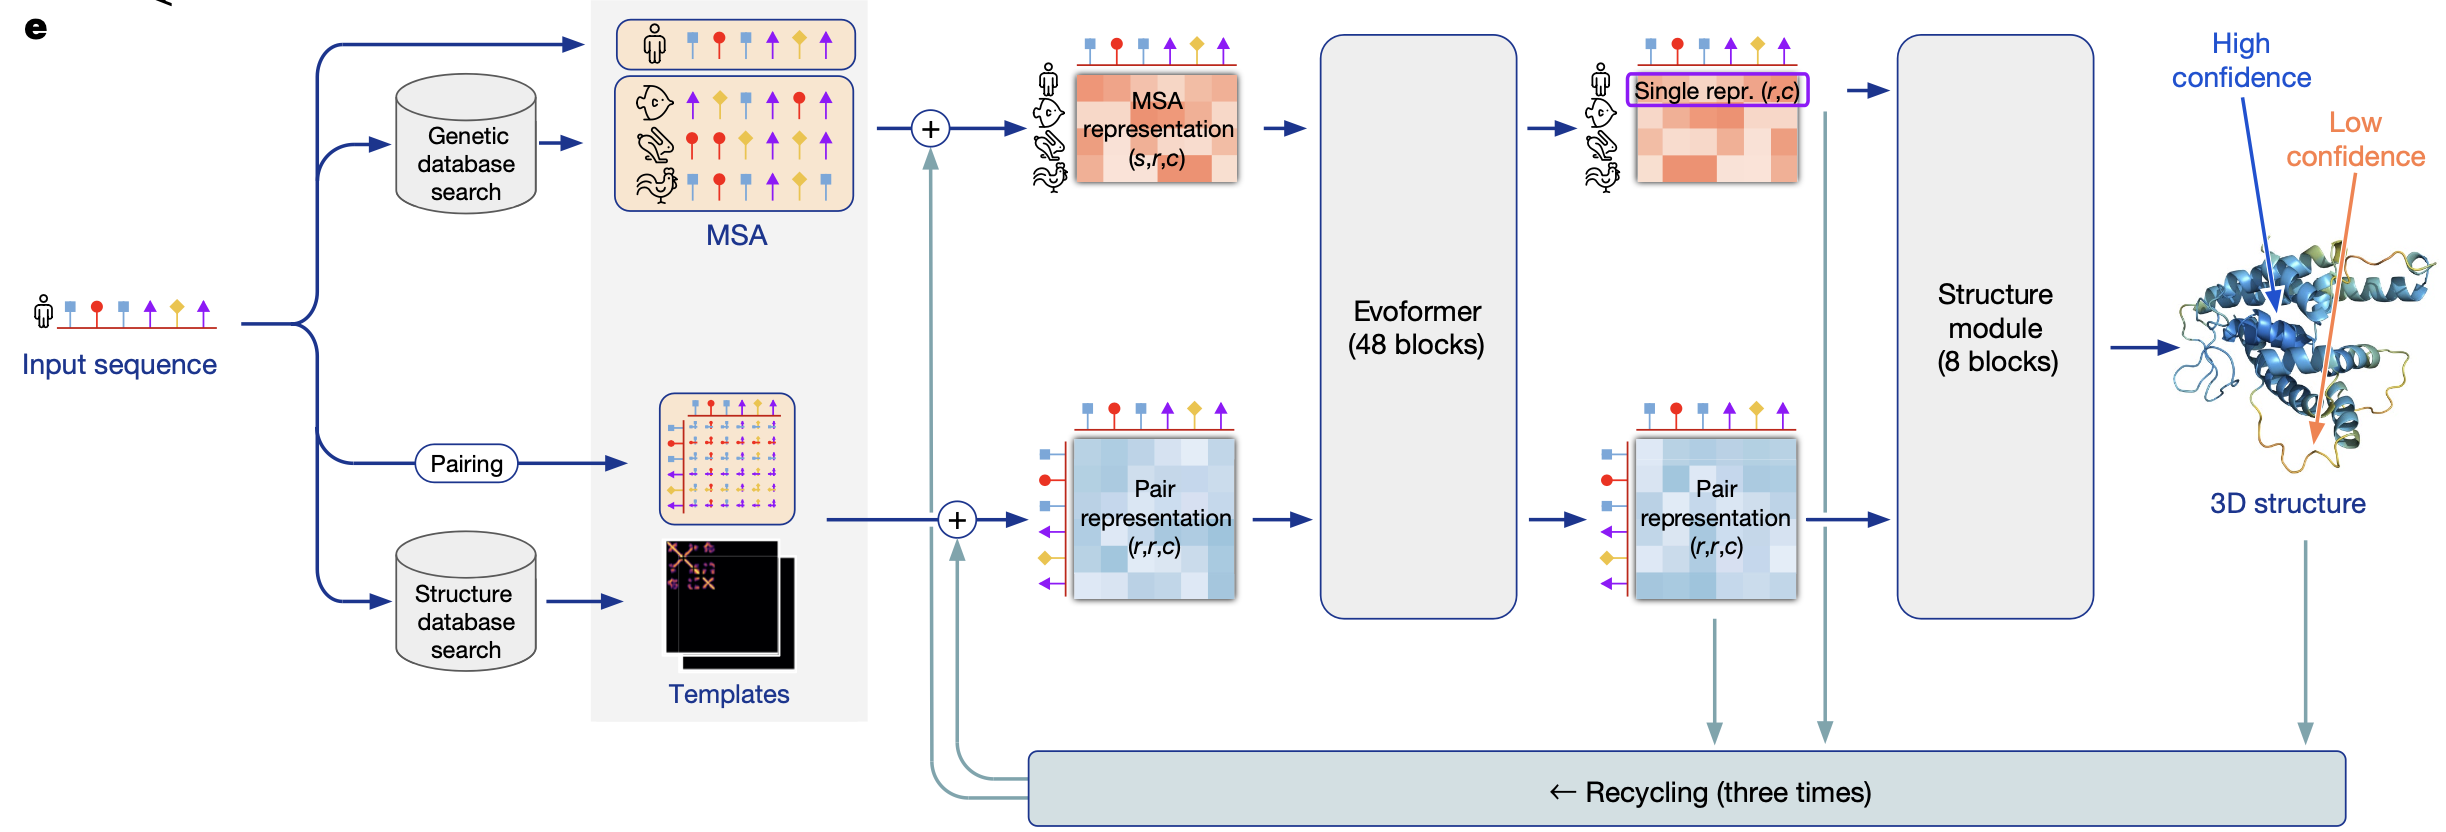 e
Input sequence
Genetic
database
search
MSA
Pairing
Structure
database
search
Templates
+
+
MSA
representation
(s,r,c)
Pair
representation
(r,r,c)
Evoformer
(48 blocks)
Single repr. (r,c)
Pair
representation
(r,r,c)
Structure
module
(8 blocks)
High
confidence
Low
confidence
3D structure
← Recycling (three times)